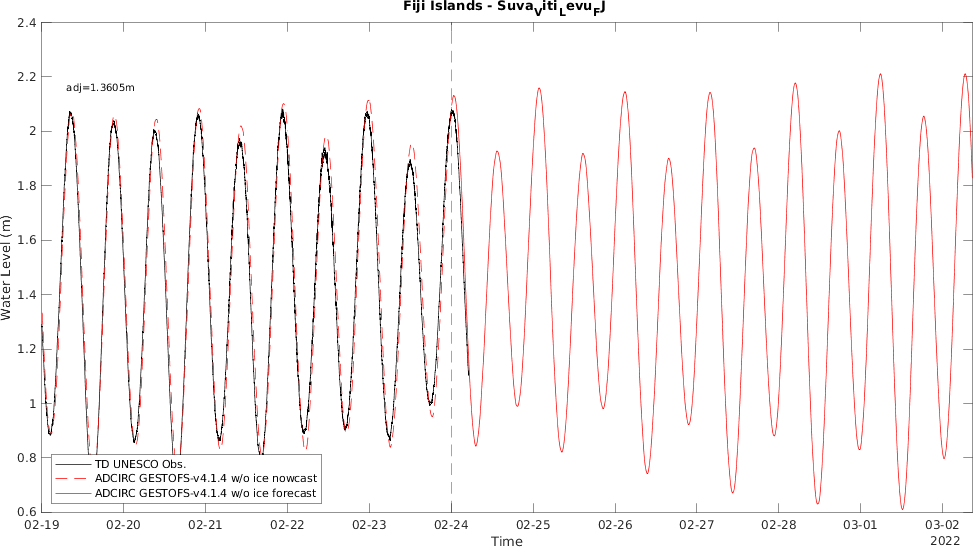 Fiji Islands - SuvaVitiLevuFJ
2.4
2.2
adj=1.3605m
2
1.8
1.6
Water Level (m)
1.4
1.2
1
0.8
TD UNESCO Obs.
ADCIRC GESTOFS-v4.1.4 w/o ice nowcast
ADCIRC GESTOFS-v4.1.4 w/o ice forecast
0.6
02-19 02-20 02-21 02-22 02-23 02-24 02-25 02-26 02-27 02-28 03-01 03-02
Time 2022